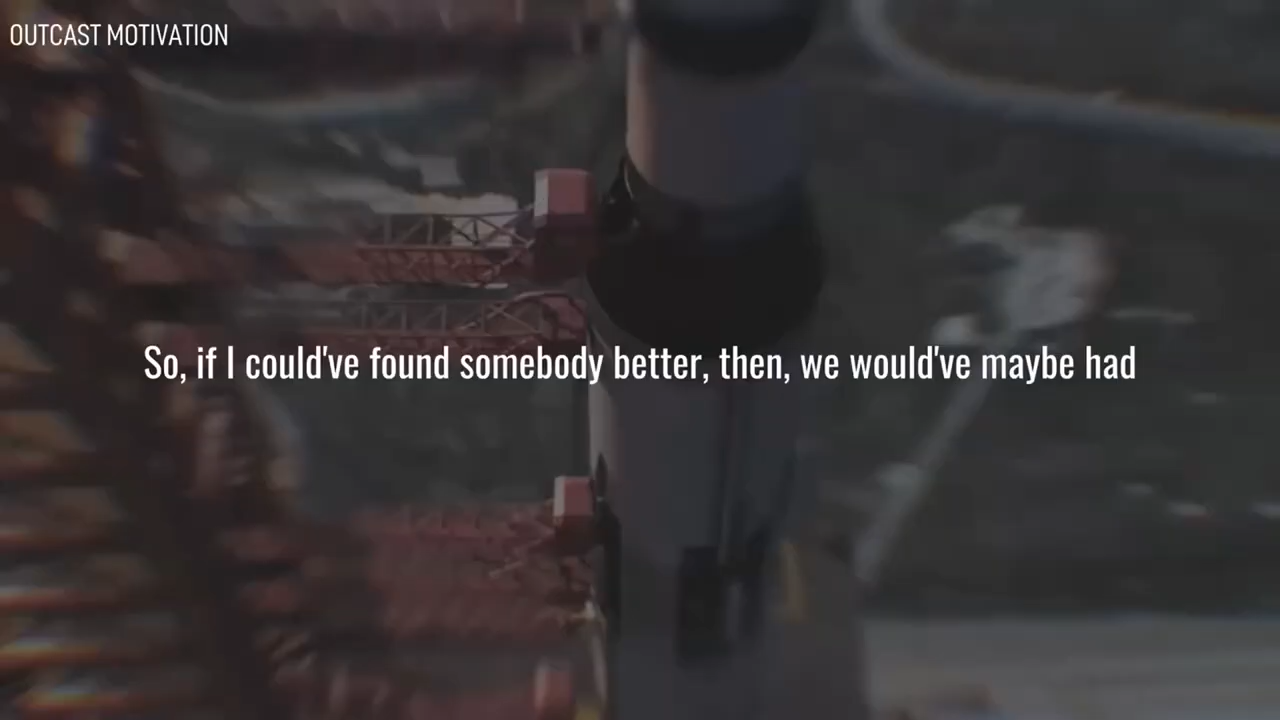 OUTCAST MOTIVATION
So, if I could've found somebody better, then, we would've maybe had